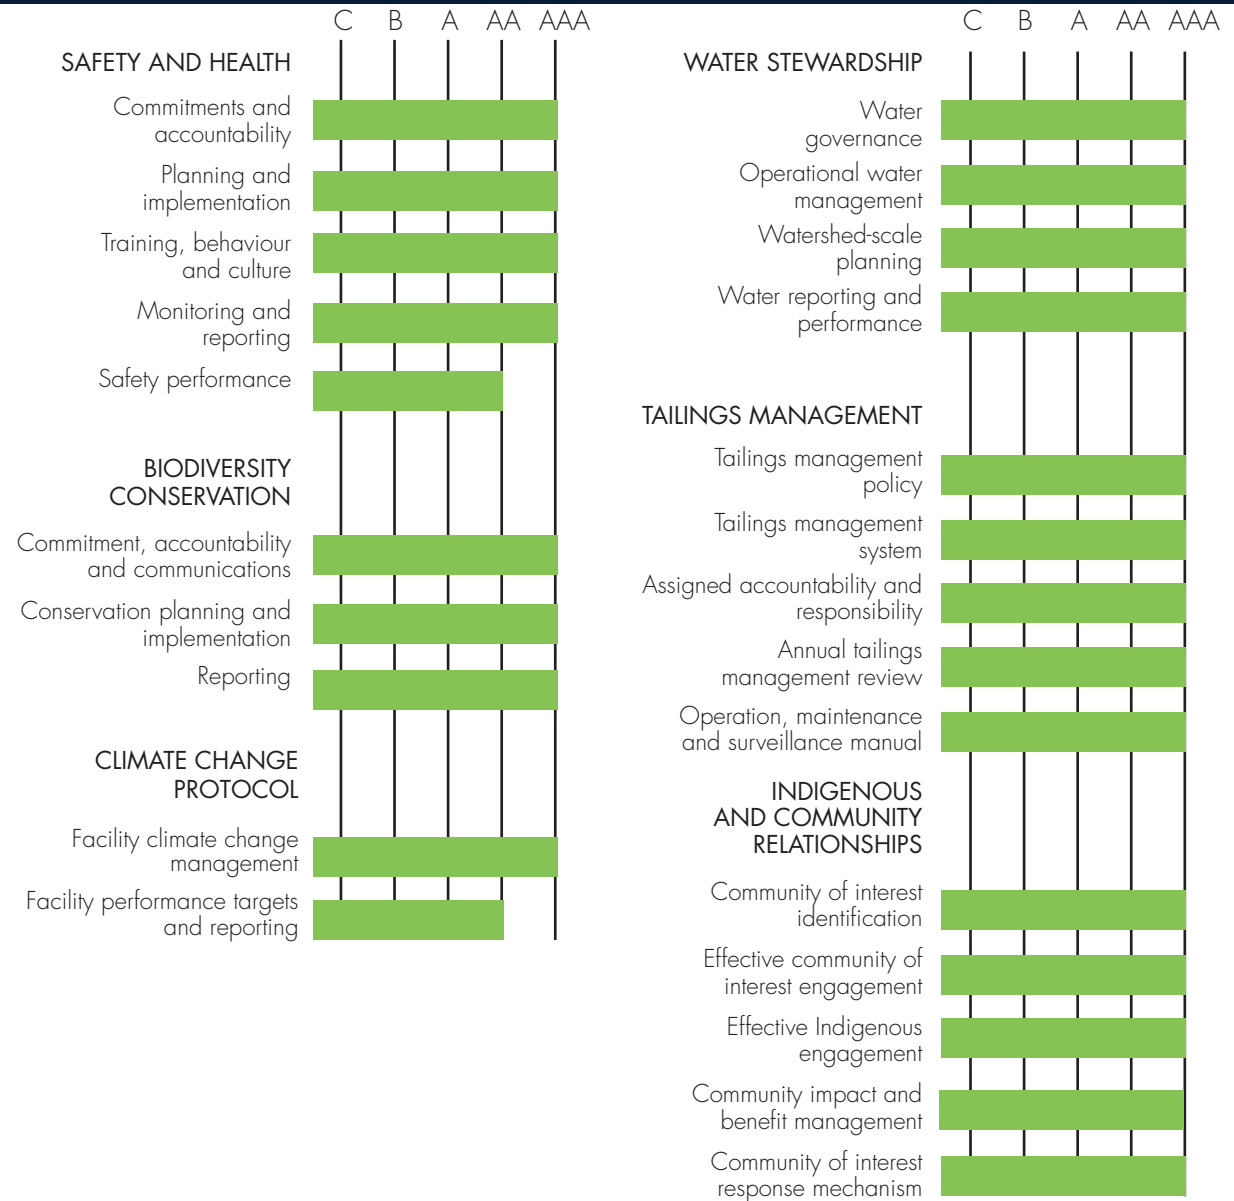 C B A AA AAA
SAFETY AND HEALTH
Commitments and
accountability
Planning and
implementation
Training, behaviour
and culture
Monitoring and
reporting
Safety performance
BIODIVERSITY
CONSERVATION
Commitment, accountability
and communications
Conservation planning and
implementation
Reporting
CLIMATE CHANGE
PROTOCOL
Facility climate change
management
Facility performance targets
and reporting
C B A AA AAA
WATER STEWARDSHIP
Water
governance
Operational water
management
Watershed-scale
planning
Water reporting and
performance
TAILINGS MANAGEMENT
Tailings management
policy
Tailings management
system
Assigned accountability and
responsibility
Annual tailings
management review
Operation, maintenance
and surveillance manual
INDIGENOUS
AND COMMUNITY
RELATIONSHIPS
Community of interest
identification
Effective community of
interest engagement
Effective Indigenous
engagement
Community impact and
benefit management
Community of interest
response mechanism